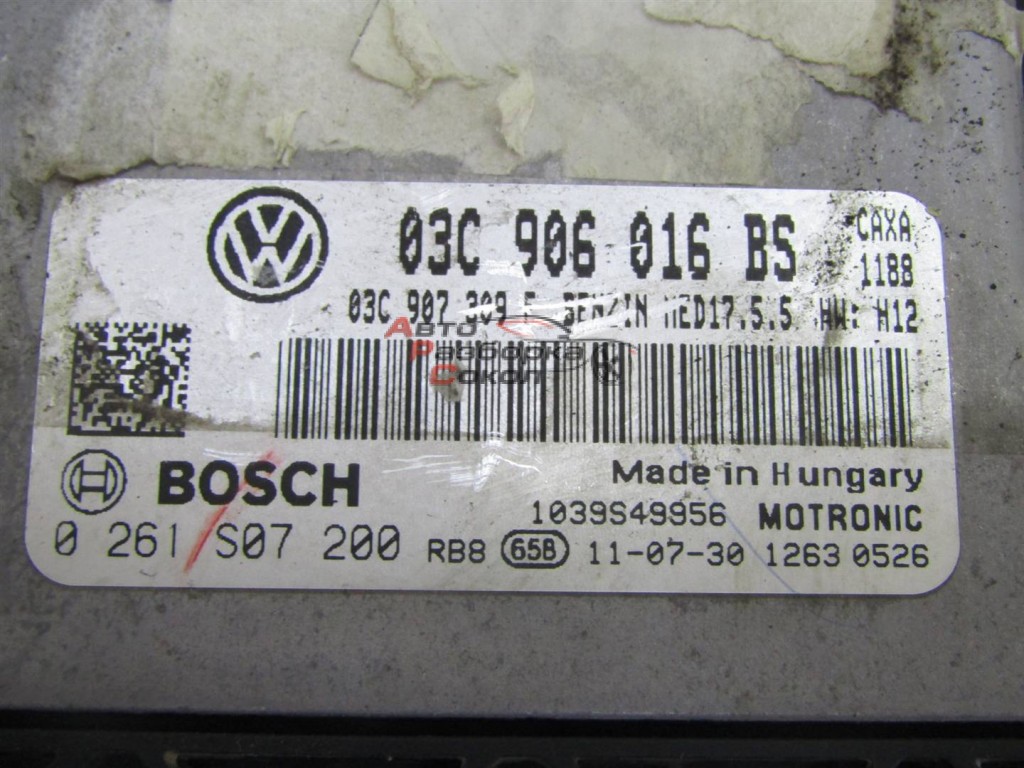 03C 906 016 BS CAXA
1188
03C 907 309 BENZIN MED17.5.5 HW: H12
Авто
Разборка
Сокол
BOSCH Made in Hungary
1039S49956 MOTRONIC
0 261 S07 200 RB8 65B 11-07-30 1263 0526